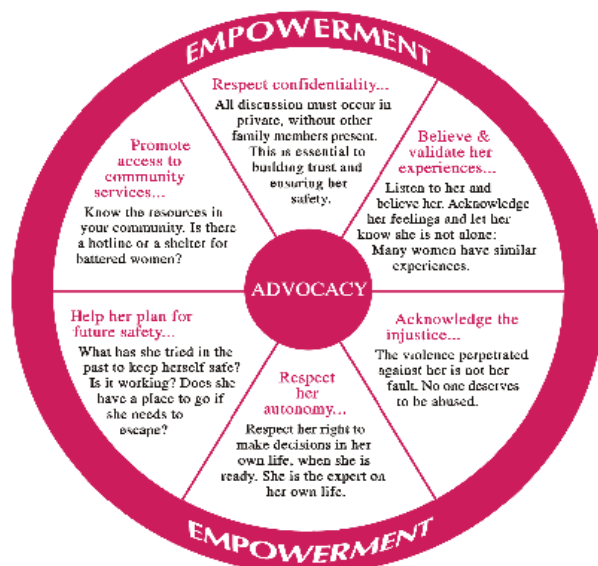 EMPOWERMENT
Respect confidentiality...
All discussion must occur in
private, without other
family members present.
This is essential to
building trust and
ensuring her
safety.
Believe &
validate her
experiences...
Listen to her and
believe her. Acknowledge
her feelings and let her
know she is not alone:
Many women have similar
experiences.
Acknowledge the
injustice...
The violence perpetrated
against her is not her
fault. No one deserves
to be abused.
Respect
her
autonomy...
Respect her right to
make decisions in her
own life, when she is
ready. She is the expert on
her own life.
Help her plan for
future safety...
What has she tried in the
past to keep herself safe?
Is it working? Does she
have a place to go if
she needs to
escape?
Promote
access to
community
services...
Know the resources in
your community. Is there
a hotline or a shelter for
battered women?
ADVOCACY
EMPOWERMENT